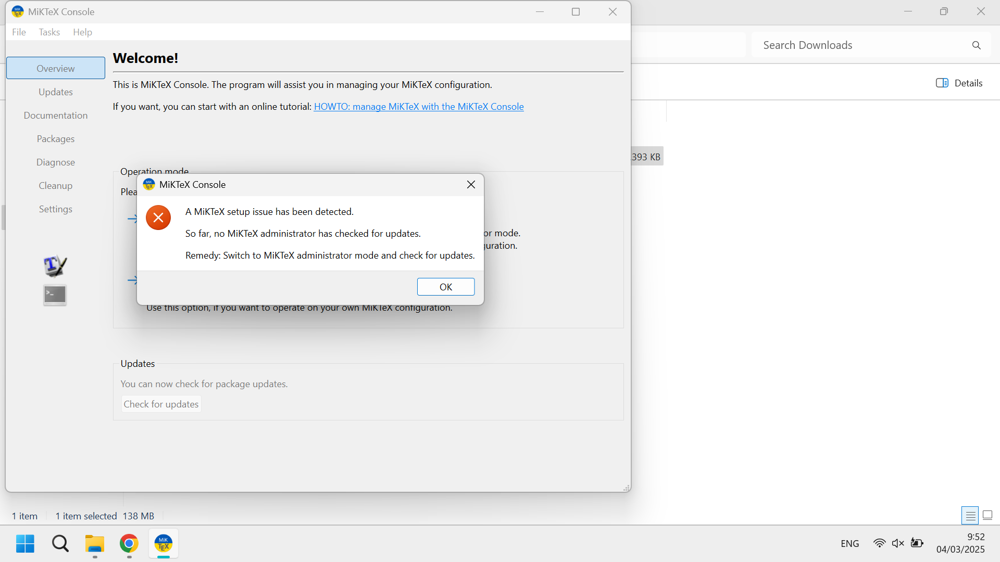 MiKTeX Console
File Tasks Help
Search Downloads
Details
Overview
Updates
Documentation
Packages
Diagnose
Cleanup
Settings
Welcome!
This is MiKTeX Console. The program will assist you in managing your MiKTeX configuration.
If you want, you can start with an online tutorial: HOWTO: manage MiKTeX with the MiKTeX Console
393 KB
Operation mode
Plea
or mode.
guration.
MiKTeX Console
A MiKTeX setup issue has been detected.
So far, no MiKTeX administrator has checked for updates.
Remedy: Switch to MiKTeX administrator mode and check for updates.
OK
Use this option, if you want to operate on your own MiKTeX configuration.
Updates
You can now check for package updates.
Check for updates
1 item 1 item selected 138 MB
ENG
9:52
04/03/2025